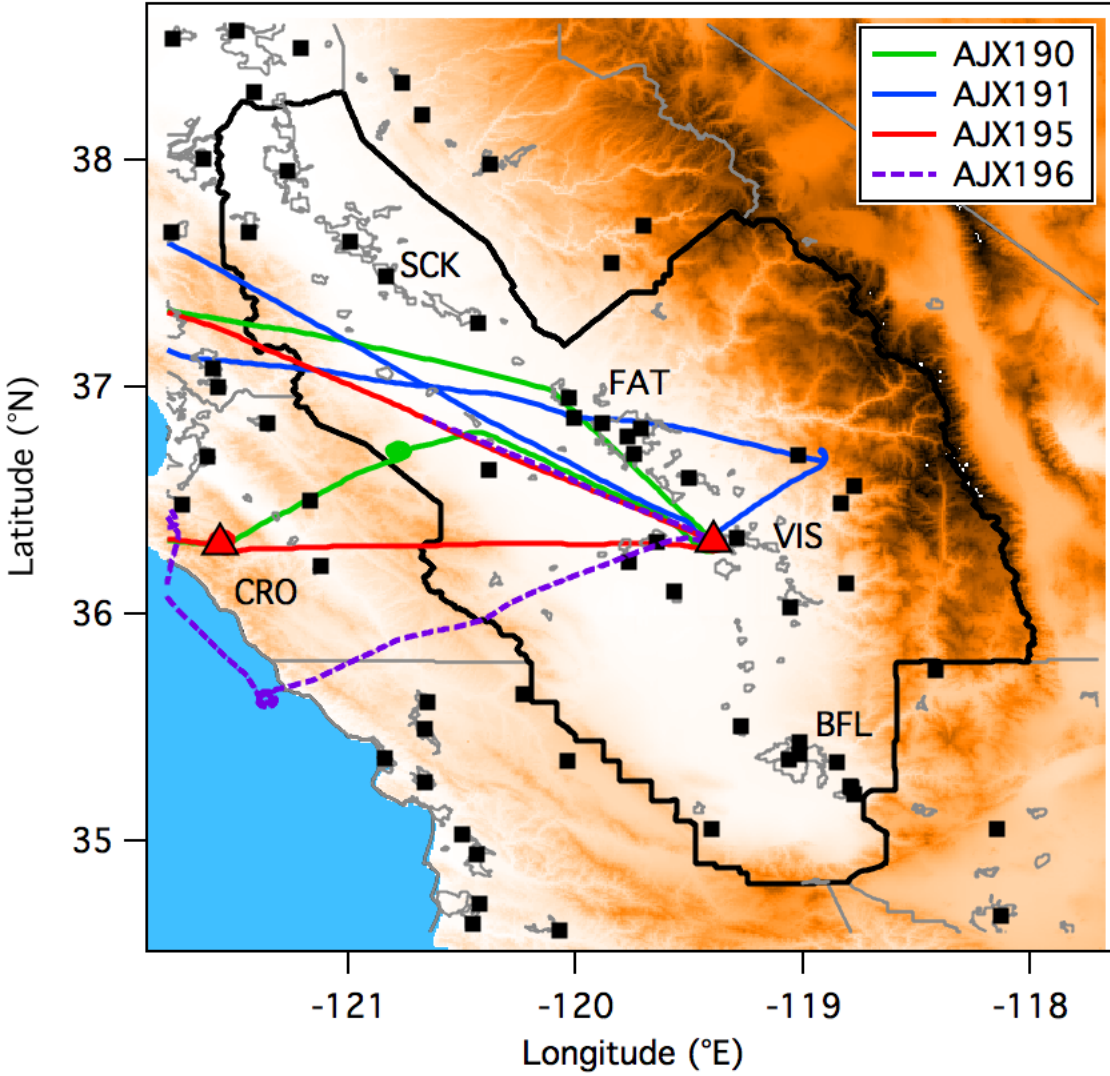 AJX190
AJX191
AJX195
AJX196
38
SCK
37
FAT
VIS
36
CRO
BFL
35
Latitude (°N)
-121
-120
-119
-118
Longitude (°E)